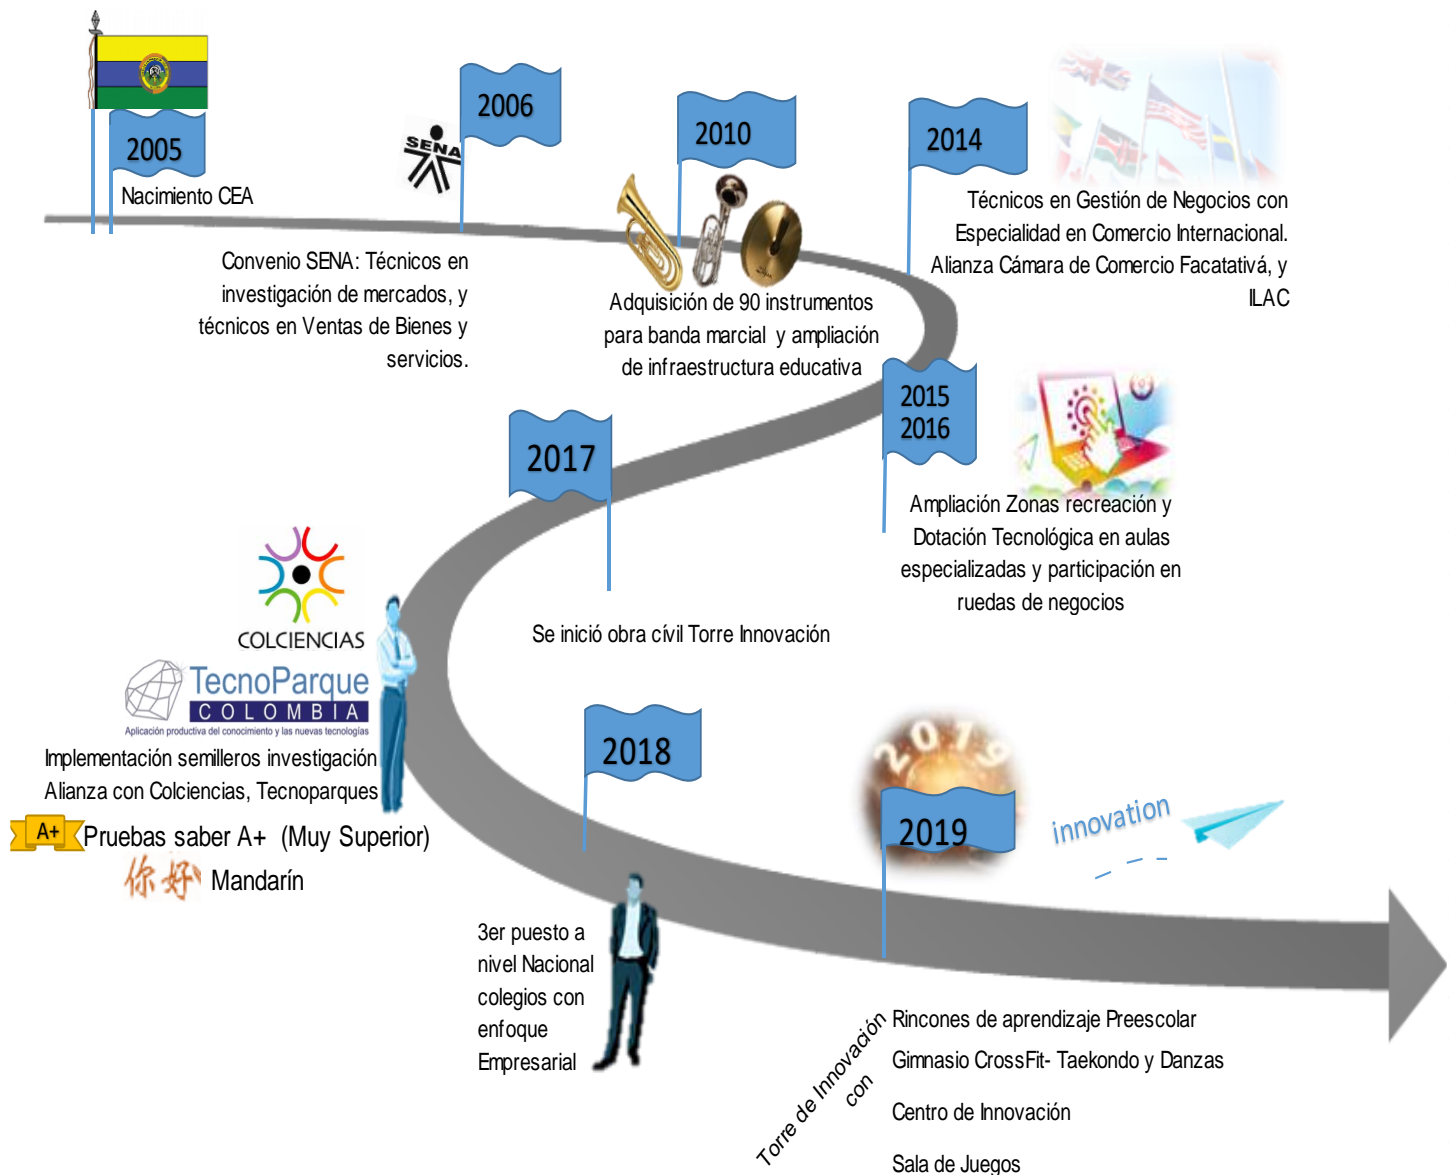 2005
Nacimiento CEA
2006
SENA
Convenio SENA: Técnicos en
investigación de mercados, y
técnicos en Ventas de Bienes y
servicios.
2010
Adquisición de 90 instrumentos
para banda marcial y ampliación
de infraestructura educativa
2014
Técnicos en Gestión de Negocios con
Especialidad en Comercio Internacional.
Alianza Cámara de Comercio Facatativá, y
ILAC
2015
2016
Ampliación Zonas recreación y
Dotación Tecnológica en aulas
especializadas y participación en
ruedas de negocios
2017
Se inició obra cívil Torre Innovación
COLCIENCIAS
TecnoParque
COLOMBIA
Aplicación productiva del conocimiento y las nuevas tecnologías
Implementación semilleros investigación
Alianza con Colciencias, Tecnoparques
A+ Pruebas saber A+ (Muy Superior)
你好 Mandarín
2018
3er puesto a
nivel Nacional
colegios con
enfoque
Empresarial
2019
2019
innovation
Torre de Innovación
con
Rincones de aprendizaje Preescolar
Gimnasio CrossFit- Taekondo y Danzas
Centro de Innovación
Sala de Juegos